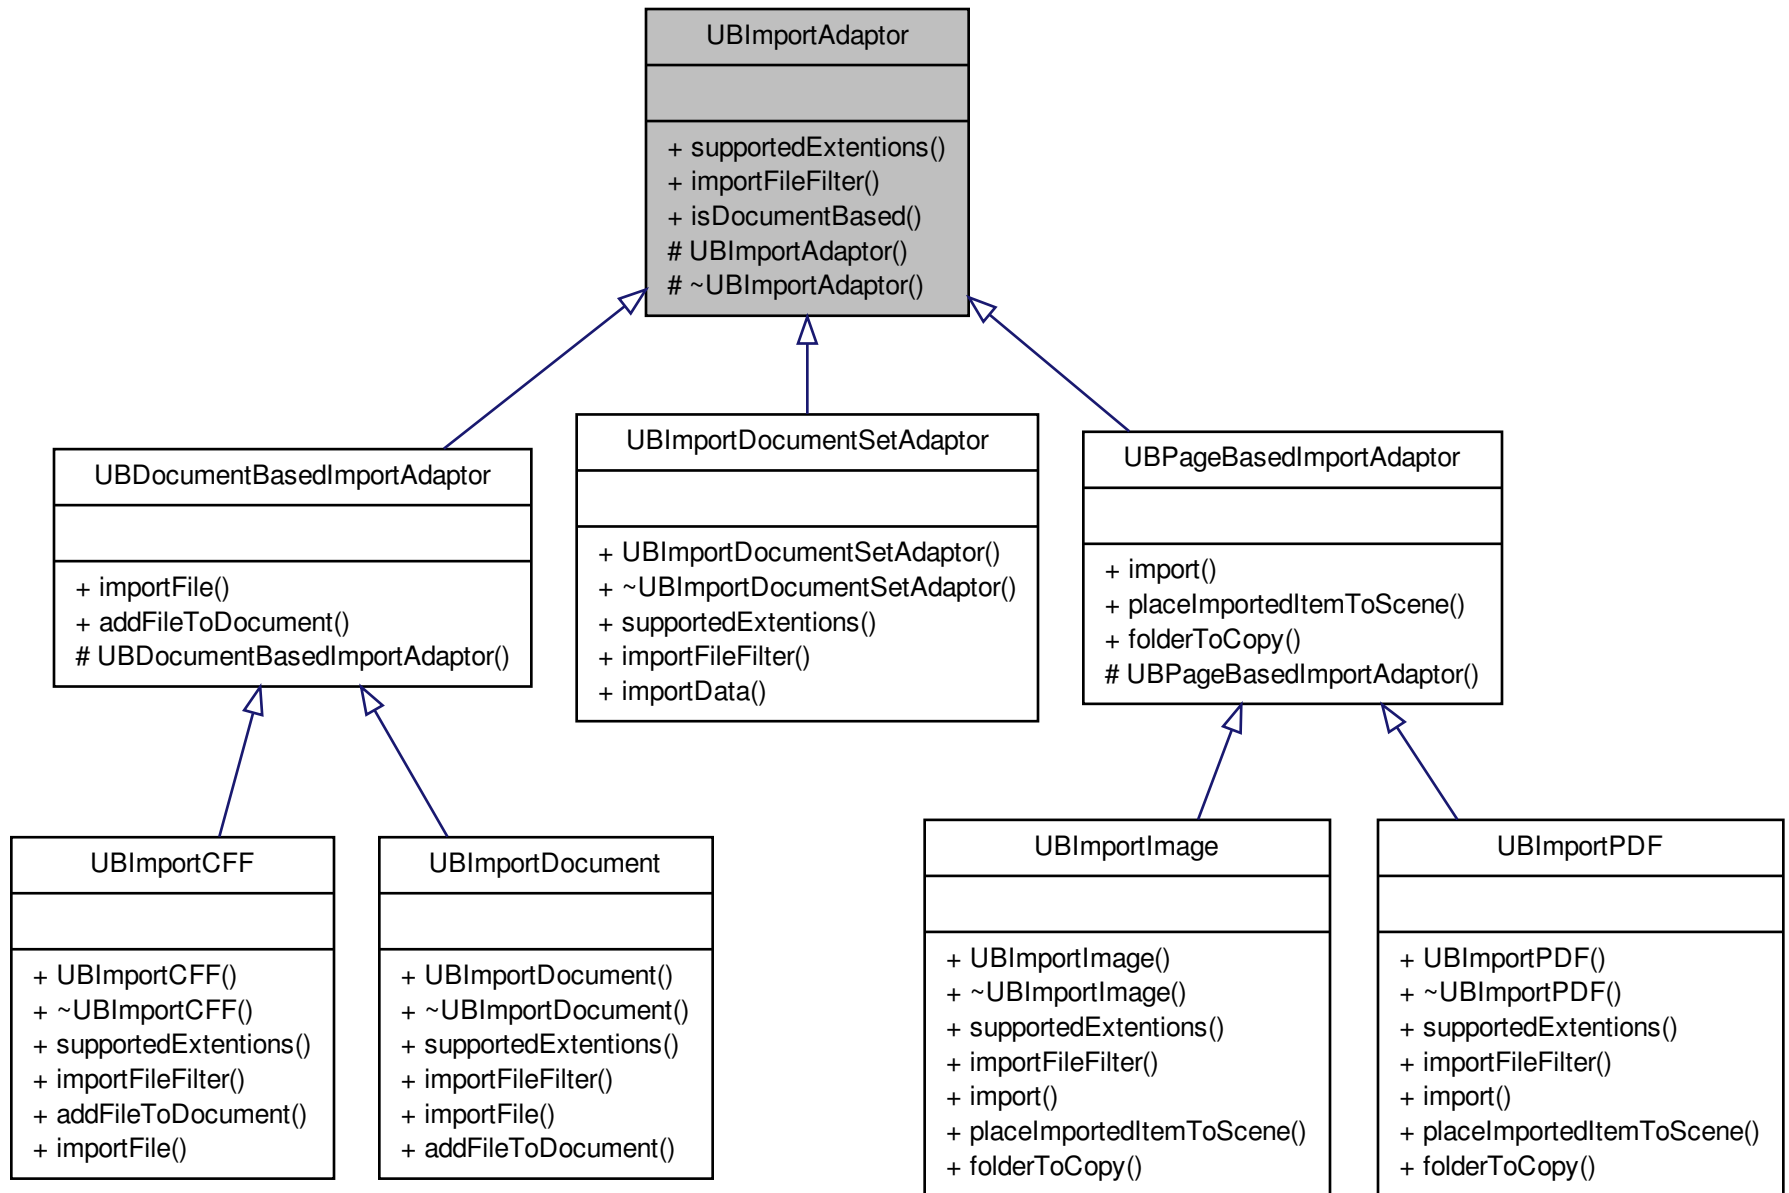 UBImportAdaptor
+ supportedExtentions()
+ importFileFilter()
+ isDocumentBased()
# UBImportAdaptor()
# ~UBImportAdaptor()
UBDocumentBasedImportAdaptor
+ importFile()
+ addFileToDocument()
# UBDocumentBasedImportAdaptor()
UBImportDocumentSetAdaptor
+ UBImportDocumentSetAdaptor()
+ ~UBImportDocumentSetAdaptor()
+ supportedExtentions()
+ importFileFilter()
+ importData()
UBPageBasedImportAdaptor
+ import()
+ placeImportedItemToScene()
+ folderToCopy()
# UBPageBasedImportAdaptor()
UBImportCFF
+ UBImportCFF()
+ ~UBImportCFF()
+ supportedExtentions()
+ importFileFilter()
+ addFileToDocument()
+ importFile()
UBImportDocument
+ UBImportDocument()
+ ~UBImportDocument()
+ supportedExtentions()
+ importFileFilter()
+ importFile()
+ addFileToDocument()
UBImportImage
+ UBImportImage()
+ ~UBImportImage()
+ supportedExtentions()
+ importFileFilter()
+ import()
+ placeImportedItemToScene()
+ folderToCopy()
UBImportPDF
+ UBImportPDF()
+ ~UBImportPDF()
+ supportedExtentions()
+ importFileFilter()
+ import()
+ placeImportedItemToScene()
+ folderToCopy()